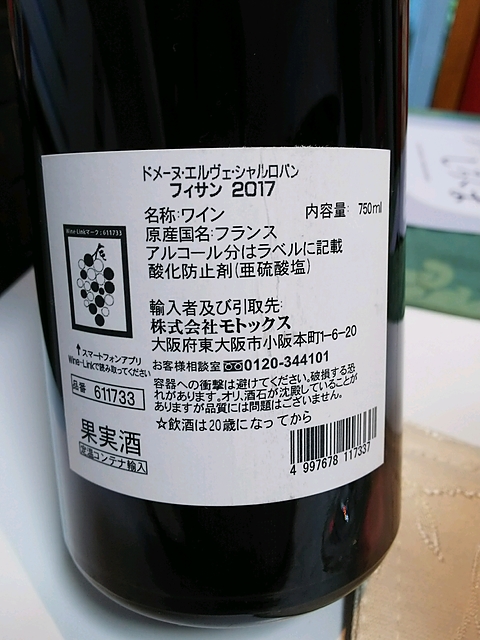 ドメーヌ・エルヴェ・シャルロパン
フィサン 2017
名称:ワイン 内容量: 750ml
原産国名:フランス
アルコール分はラベルに記載
酸化防止剤(亜硫酸塩)
Wine-Linkマーク:611733
輸入者及び引取先:
株式会社モトックス
大阪府東大阪市小阪本町1-6-20
お客様相談室 0120-344101
↑スマートフォンアプリ
Wine-Linkで読み取ってください
品番 611733
容器への衝撃は避けてください。破損する恐
れがあります。オリ、酒石が沈殿していることが
ありますが品質には問題はございません。
☆飲酒は20歳になってから
果実酒
定温コンテナ輸入
4 997678 117337